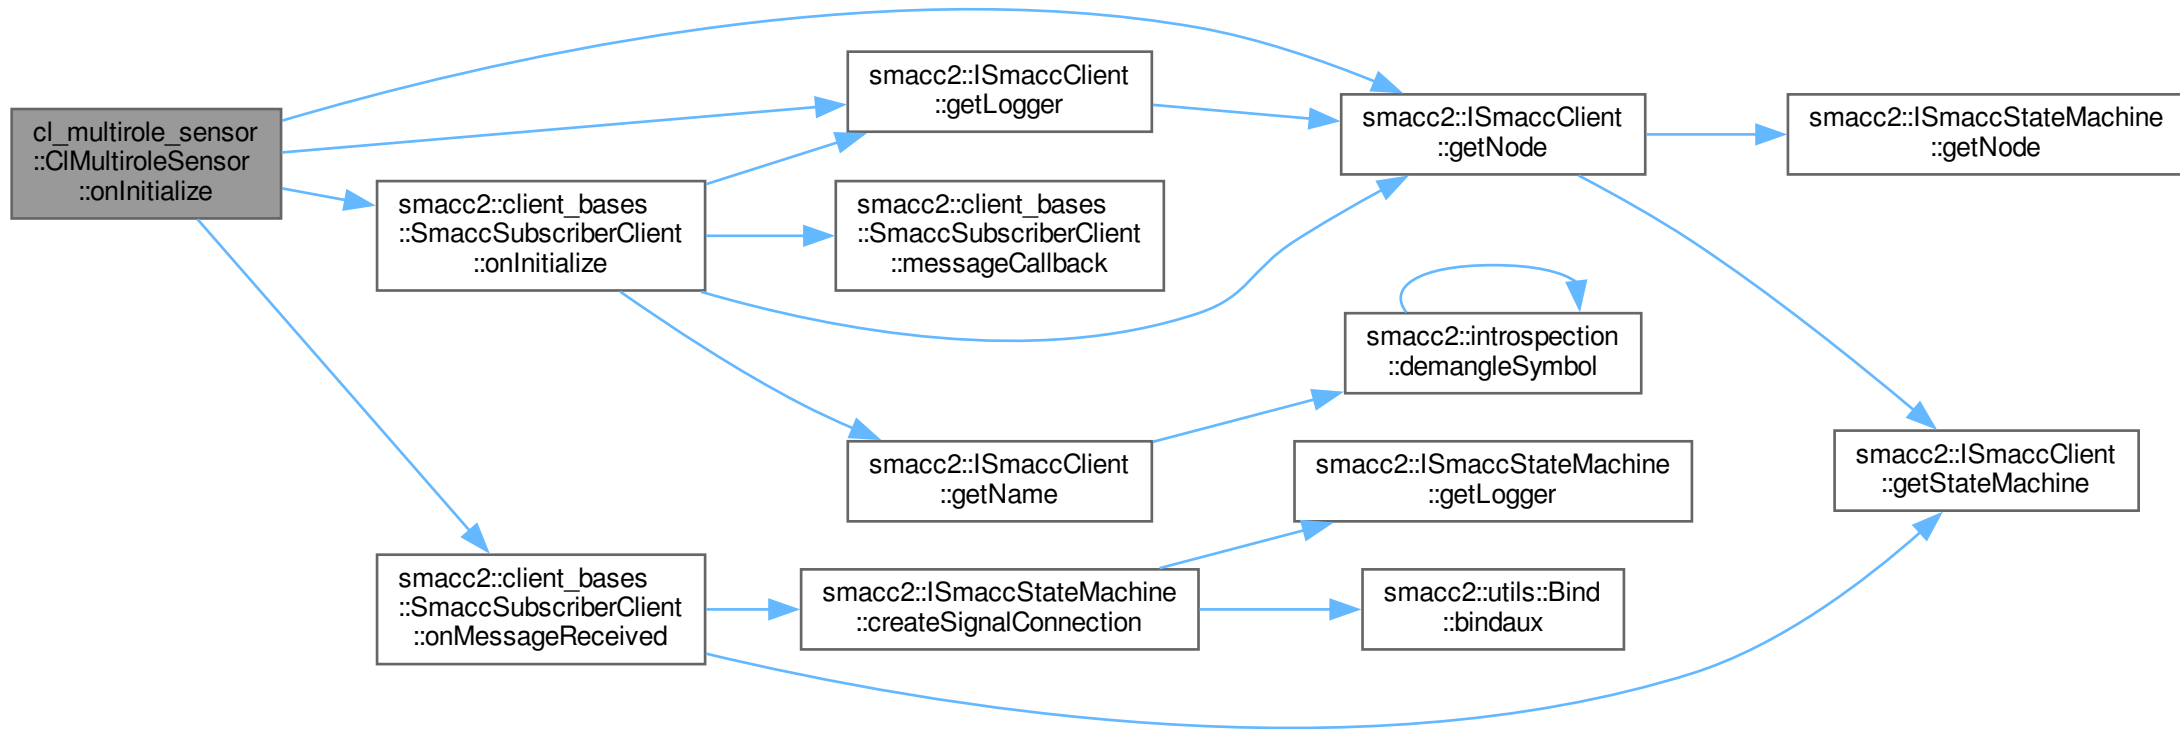 cl_multirole_sensor
::ClMultiroleSensor
::onInitialize
smacc2::ISmaccClient
::getLogger
smacc2::ISmaccClient
::getNode
smacc2::ISmaccStateMachine
::getNode
smacc2::client_bases
::SmaccSubscriberClient
::onInitialize
smacc2::client_bases
::SmaccSubscriberClient
::messageCallback
smacc2::introspection
::demangleSymbol
smacc2::ISmaccClient
::getName
smacc2::ISmaccStateMachine
::getLogger
smacc2::ISmaccClient
::getStateMachine
smacc2::client_bases
::SmaccSubscriberClient
::onMessageReceived
smacc2::ISmaccStateMachine
::createSignalConnection
smacc2::utils::Bind
::bindaux